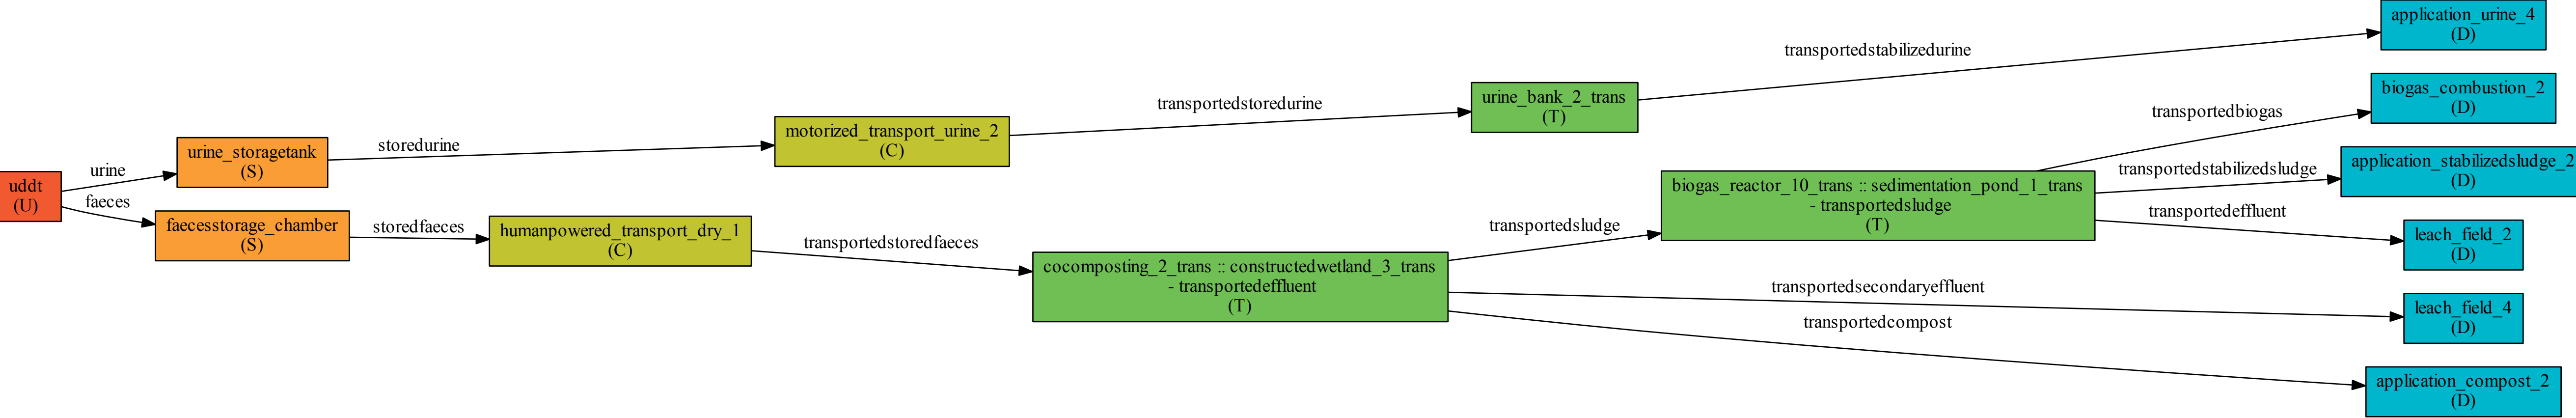 uddt
(U)
urine
faeces
urine_storagetank
(S)
faecesstorage_chamber
(S)
storedurine
storedfaeces
humanpowered_transport_dry_1
(C)
motorized_transport_urine_2
(C)
transportedstoredurine
transportedstoredfaeces
cocomposting_2_trans :: constructedwetland_3_trans
- transportedeffluent
(T)
urine_bank_2_trans
(T)
transportedsludge
biogas_reactor_10_trans :: sedimentation_pond_1_trans
- transportedsludge
(T)
transportedstabilizedurine
transportedbiogas
transportedstabilizedsludge
transportedeffluent
transportedsecondaryeffluent
transportedcompost
application_urine_4
(D)
biogas_combustion_2
(D)
application_stabilizedsludge_2
(D)
leach_field_2
(D)
leach_field_4
(D)
application_compost_2
(D)